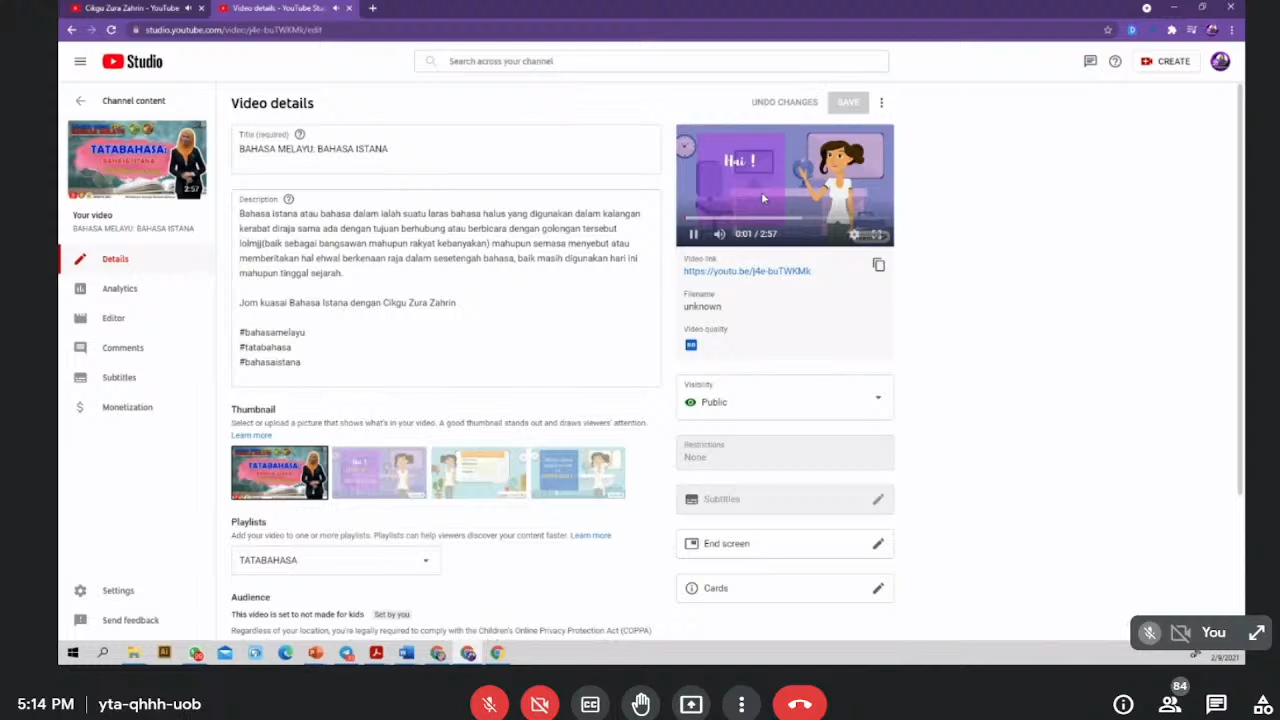 Cikgu Zura Zahrin - YouTube
Video details - YouTube Stu
studio.youtube.com/video/j4e-buTWKMk/edit
Studio
Search across your channel
CREATE
Channel content
Video details
UNDO CHANGES
SAVE
TATABAHASA:
2:57
Your video
BAHASA MELAYU: BAHASA ISTANA
Details
Analytics
Editor
Comments
Subtitles
Monetization
Settings
Send feedback
Title (required)
BAHASA MELAYU: BAHASA ISTANA
Description
Bahasa istana atau bahasa dalam ialah suatu laras bahasa halus yang digunakan dalam kalangan
kerabat diraja sama ada dengan tujuan berhubung atau berbicara dengan golongan tersebut
lolmjj(baik sebagai bangsawan mahupun rakyat kebanyakan) mahupun semasa menyebut atau
memberitakan hal ehwal berkenaan raja dalam sesetengah bahasa, baik masih digunakan hari ini
mahupun tinggal sejarah.
Jom kuasai Bahasa Istana dengan Cikgu Zura Zahrin
#bahasamelayu
#tatabahasa
#bahasaistana
Thumbnail
Select or upload a picture that shows what's in your video. A good thumbnail stands out and draws viewers' attention.
Learn more
TATABAHASA:
Hai !
Playlists
Add your video to one or more playlists. Playlists can help viewers discover your content faster. Learn more
TATABAHASA
Audience
This video is set to not made for kids Set by you
Regardless of your location, you're legally required to comply with the Children's Online Privacy Protection Act (COPPA)
Hai !
0:01 / 2:57
Video link
https://youtu.be/j4e-buTWKMk
Filename
unknown
Video quality
Visibility
Public
Restrictions
None
Subtitles
End screen
Cards
You
2/9/2021
5:14 PM
yta-qhhh-uob
84